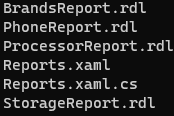 BrandsReport.rdl
PhoneReport.rdl
ProcessorReport.rdl
Reports.xaml
Reports.xaml.cs
StorageReport.rdl